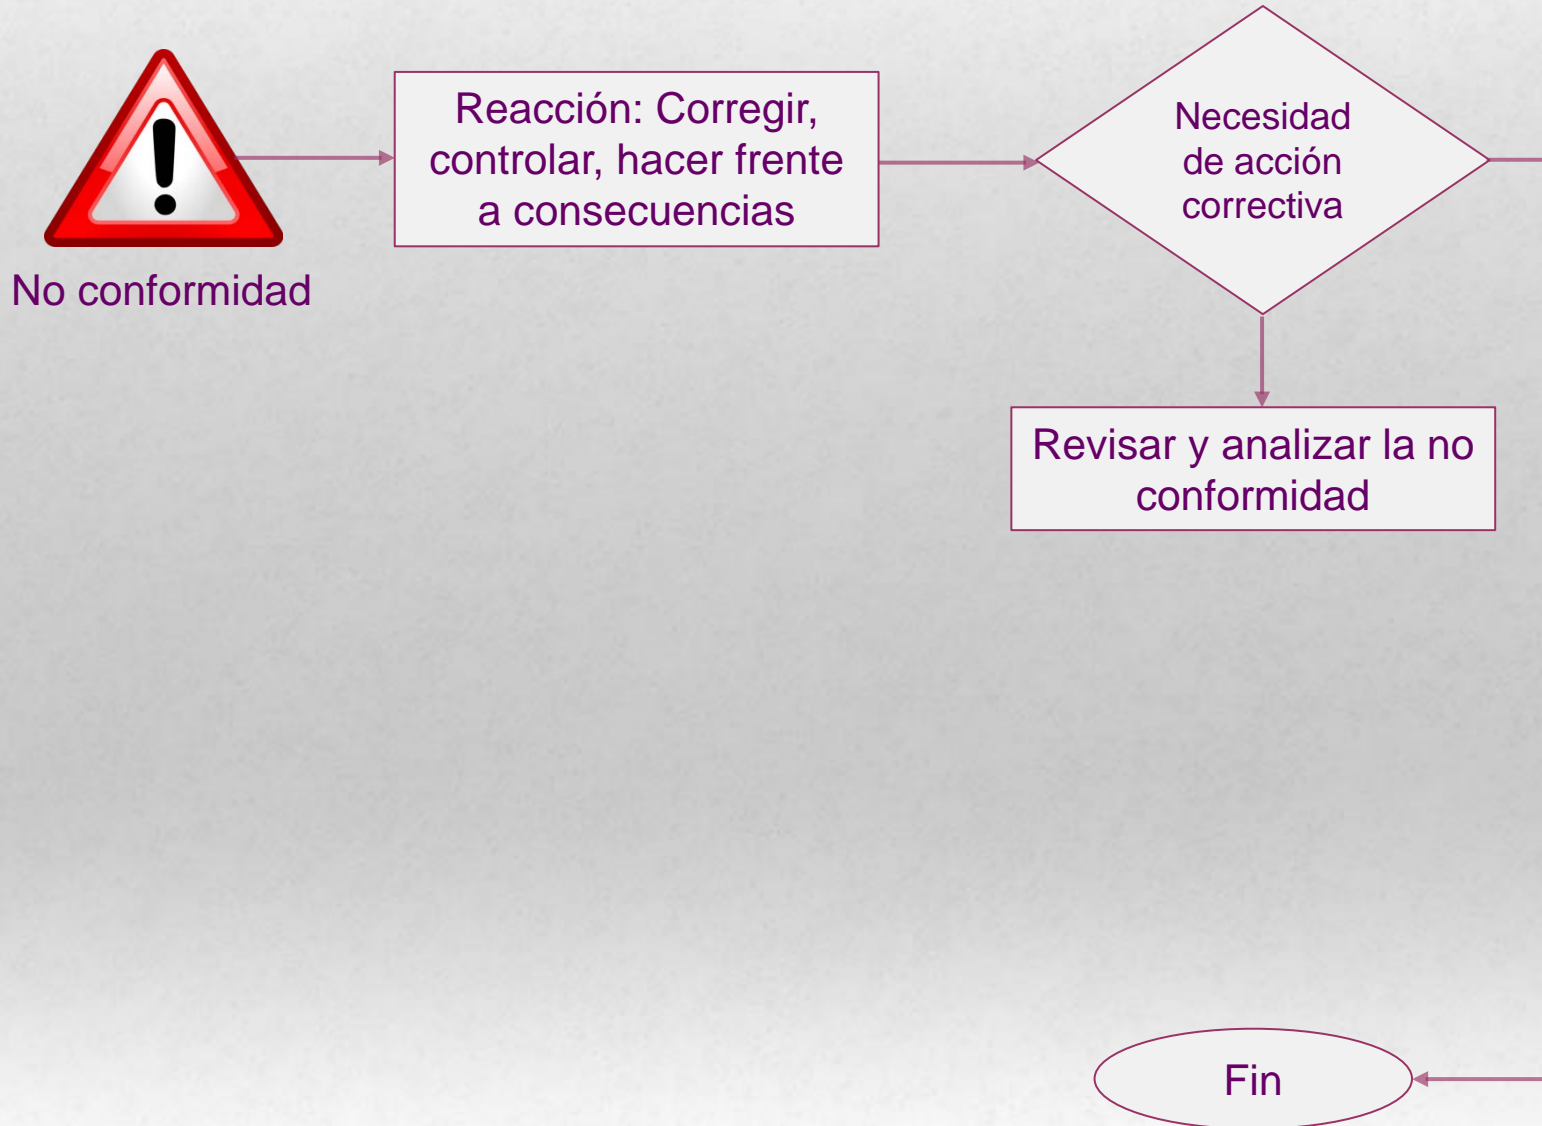 No conformidad
Reacción: Corregir,
controlar, hacer frente
a consecuencias
Necesidad
de acción
correctiva
Revisar y analizar la no
conformidad
Fin